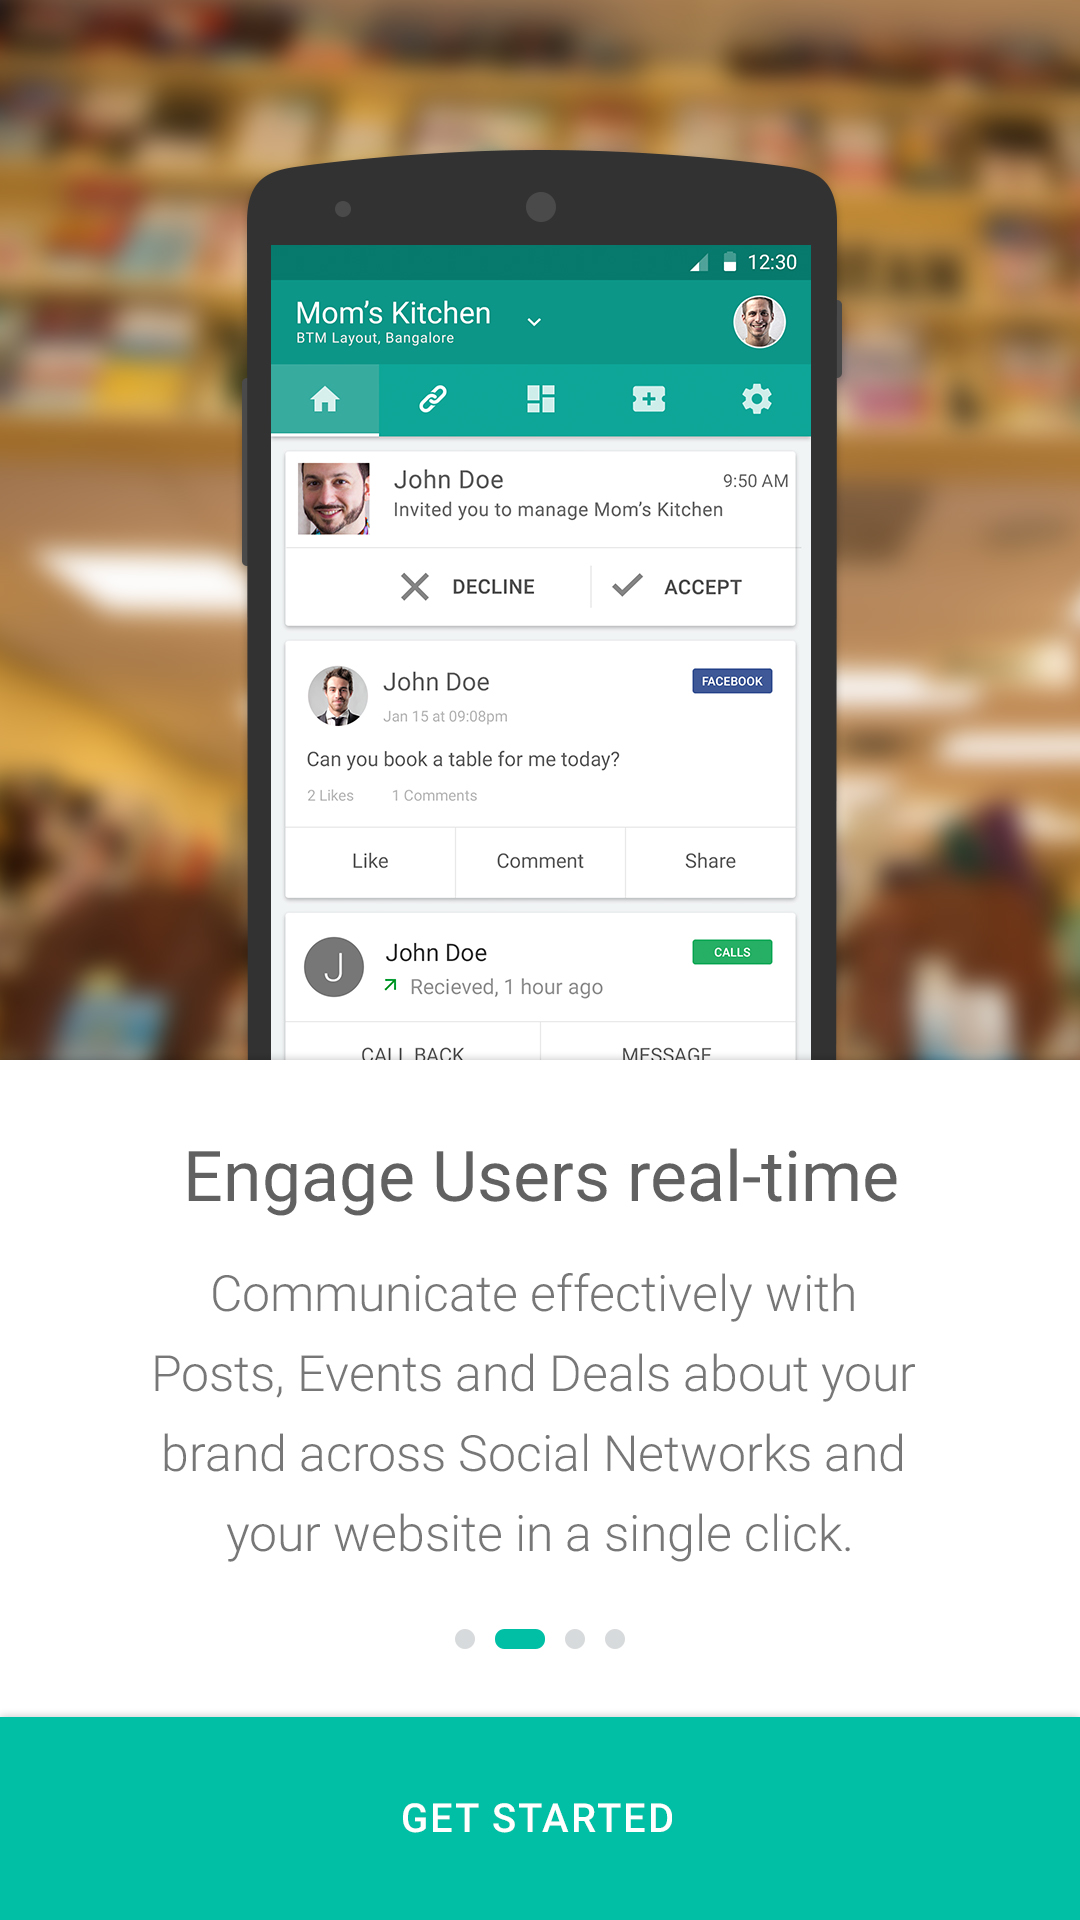 12:30
Mom's Kitchen
BTM Layout, Bangalore
John Doe
9:50 AM
Invited you to manage Mom's Kitchen
DECLINE
ACCEPT
John Doe
FACEBOOK
Jan 15 at 09:08pm
Can you book a table for me today?
2 Likes
1 Comments
Like
Comment
Share
J
John Doe
CALLS
Recieved, 1 hour ago
CALL BACK
MESSAGE
Engage Users real-time
Communicate effectively with
Posts, Events and Deals about your
brand across Social Networks and
your website in a single click.
GET STARTED